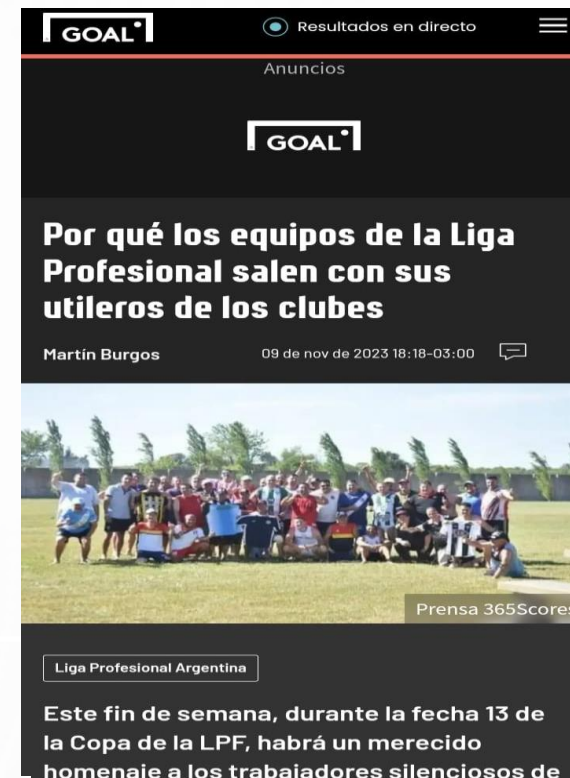 GOAL
Resultados en directo
Anuncios
GOAL
Por qué los equipos de la Liga
Profesional salen con sus
utileros de los clubes
Martín Burgos
09 de nov de 2023 18:18-03:00
Prensa 365Scores
Liga Profesional Argentina
Este fin de semana, durante la fecha 13 de
la Copa de la LPF, habrá un merecido
homenaje a los trabajadores silenciosos de